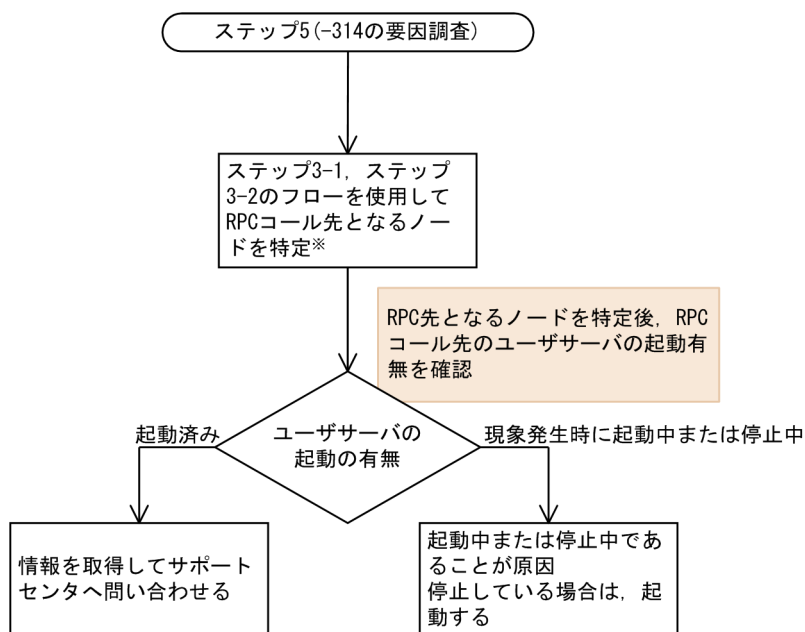 ステップ5(-314の要因調査)
ステップ3-1，ステップ
3-2のフローを使用して
RPCコール先となるノー
ドを特定※
RPC先となるノードを特定後，RPC
コール先のユーザサーバの起動有
無を確認
ユーザサーバの
起動の有無
起動済み
現象発生時に起動中または停止中
情報を取得してサポート
センタへ問い合わせる
起動中または停止中であ
ることが原因
停止している場合は，起
動する